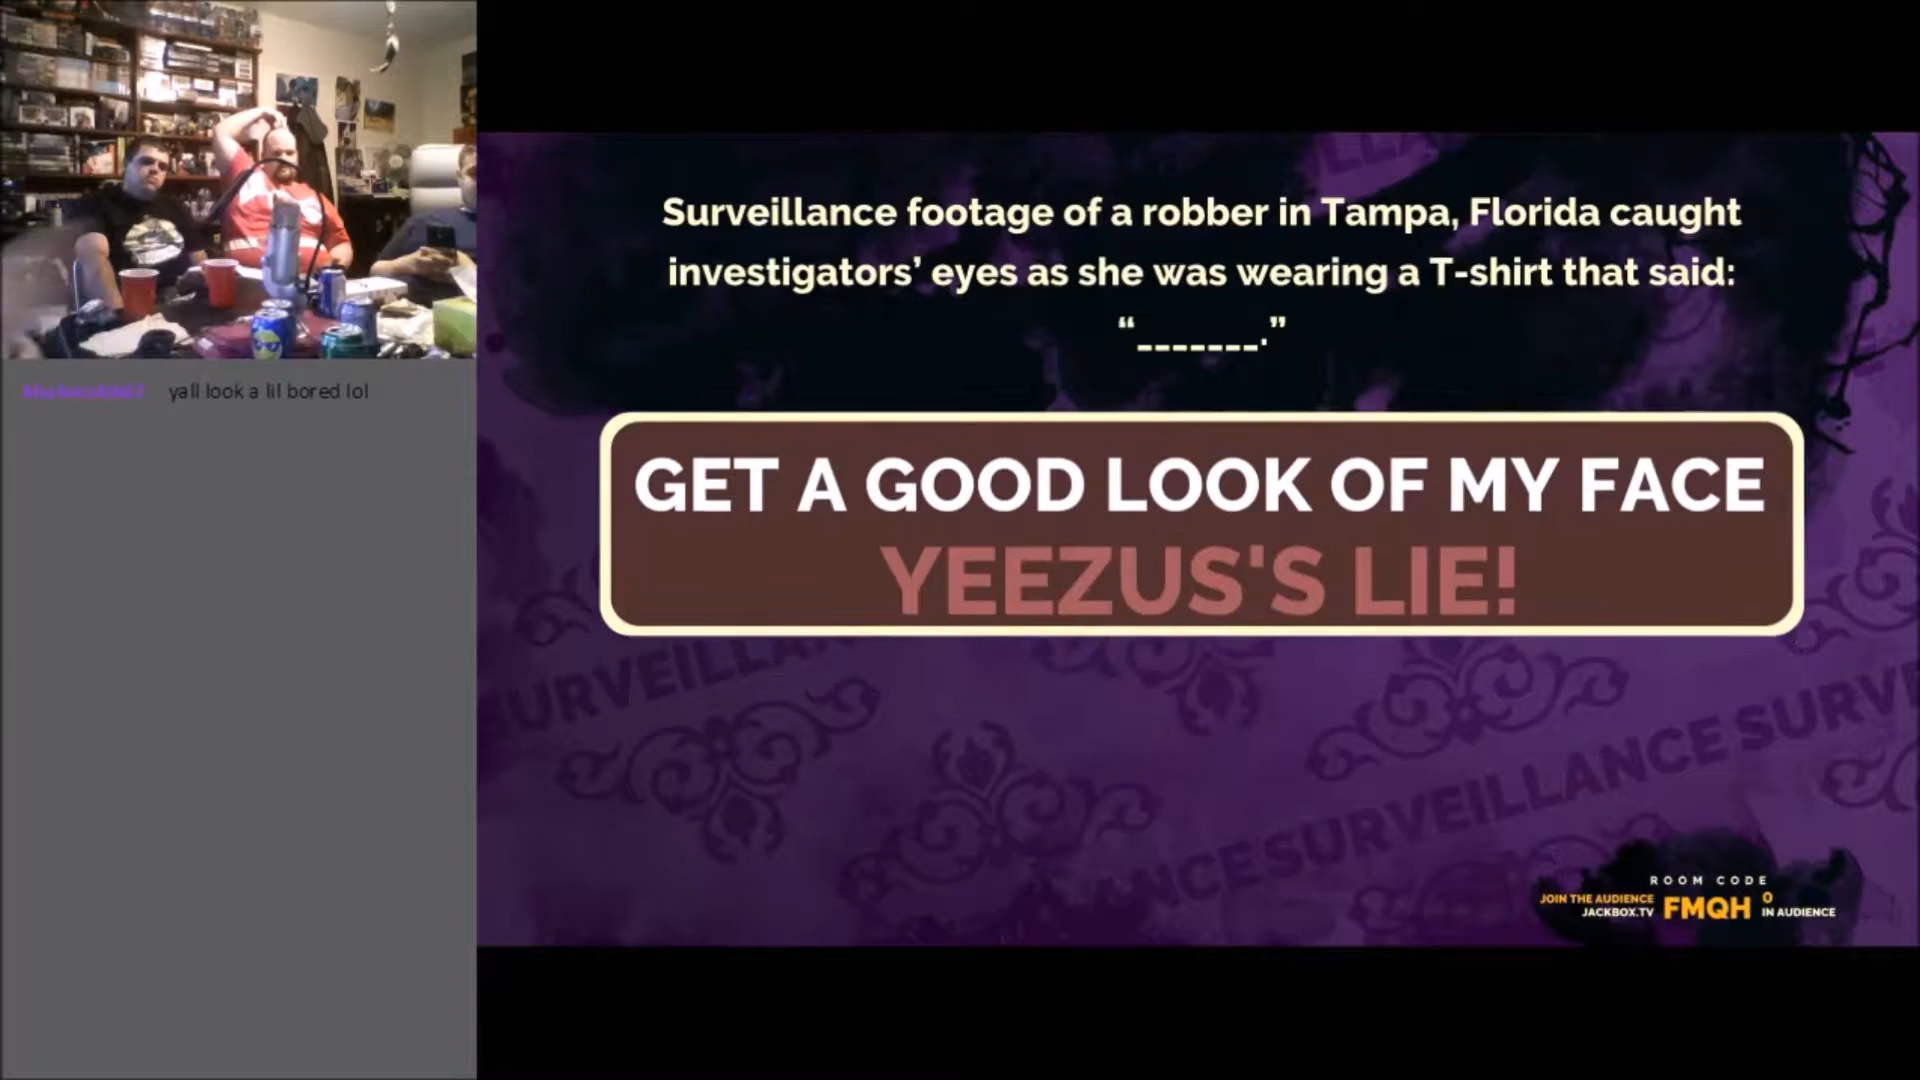 yall look a lil bored lol
Surveillance footage of a robber in Tampa, Florida caught
investigators’ eyes as she was wearing a T-shirt that said:
“_______.”
GET A GOOD LOOK OF MY FACE
YEEZUS'S LIE!
SURVEILLANCE
SURVEILLANCE SURV
ROOM CODE
JOIN THE AUDIENCE
JACKBOX.TV
FMQH
0
IN AUDIENCE